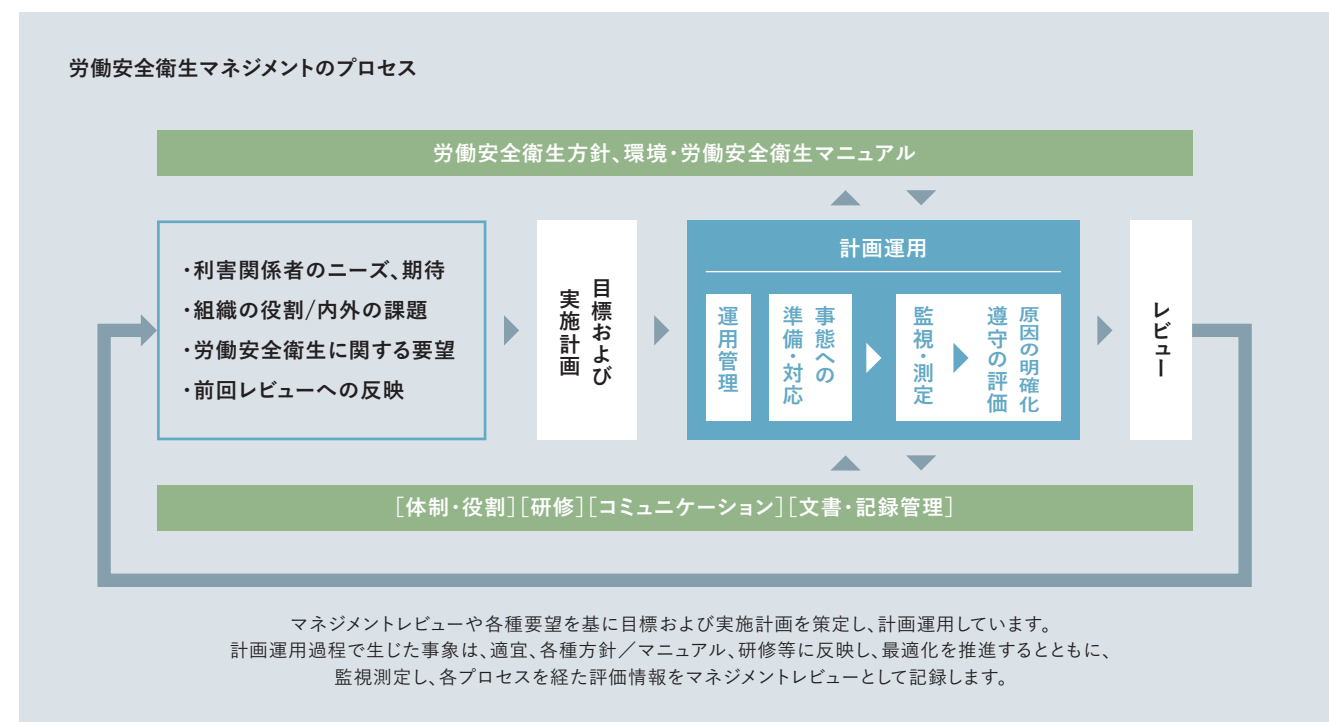 労働安全衛生マネジメントのプロセス
労働安全衛生方針、環境・労働安全衛生マニュアル
・利害関係者のニーズ、期待
・組織の役割/内外の課題
・労働安全衛生に関する要望
・前回レビューへの反映
目標および
実施計画
計画運用
運用管理
事態への
準備・対応
監視・測定
原因の明確化
遵守の評価
レビュー
[体制・役割][研修][コミュニケーション][文書・記録管理]
マネジメントレビューや各種要望を基に目標および実施計画を策定し、計画運用しています。
計画運用過程で生じた事象は、適宜、各種方針／マニュアル、研修等に反映し、最適化を推進するとともに、
監視測定し、各プロセスを経た評価情報をマネジメントレビューとして記録します。